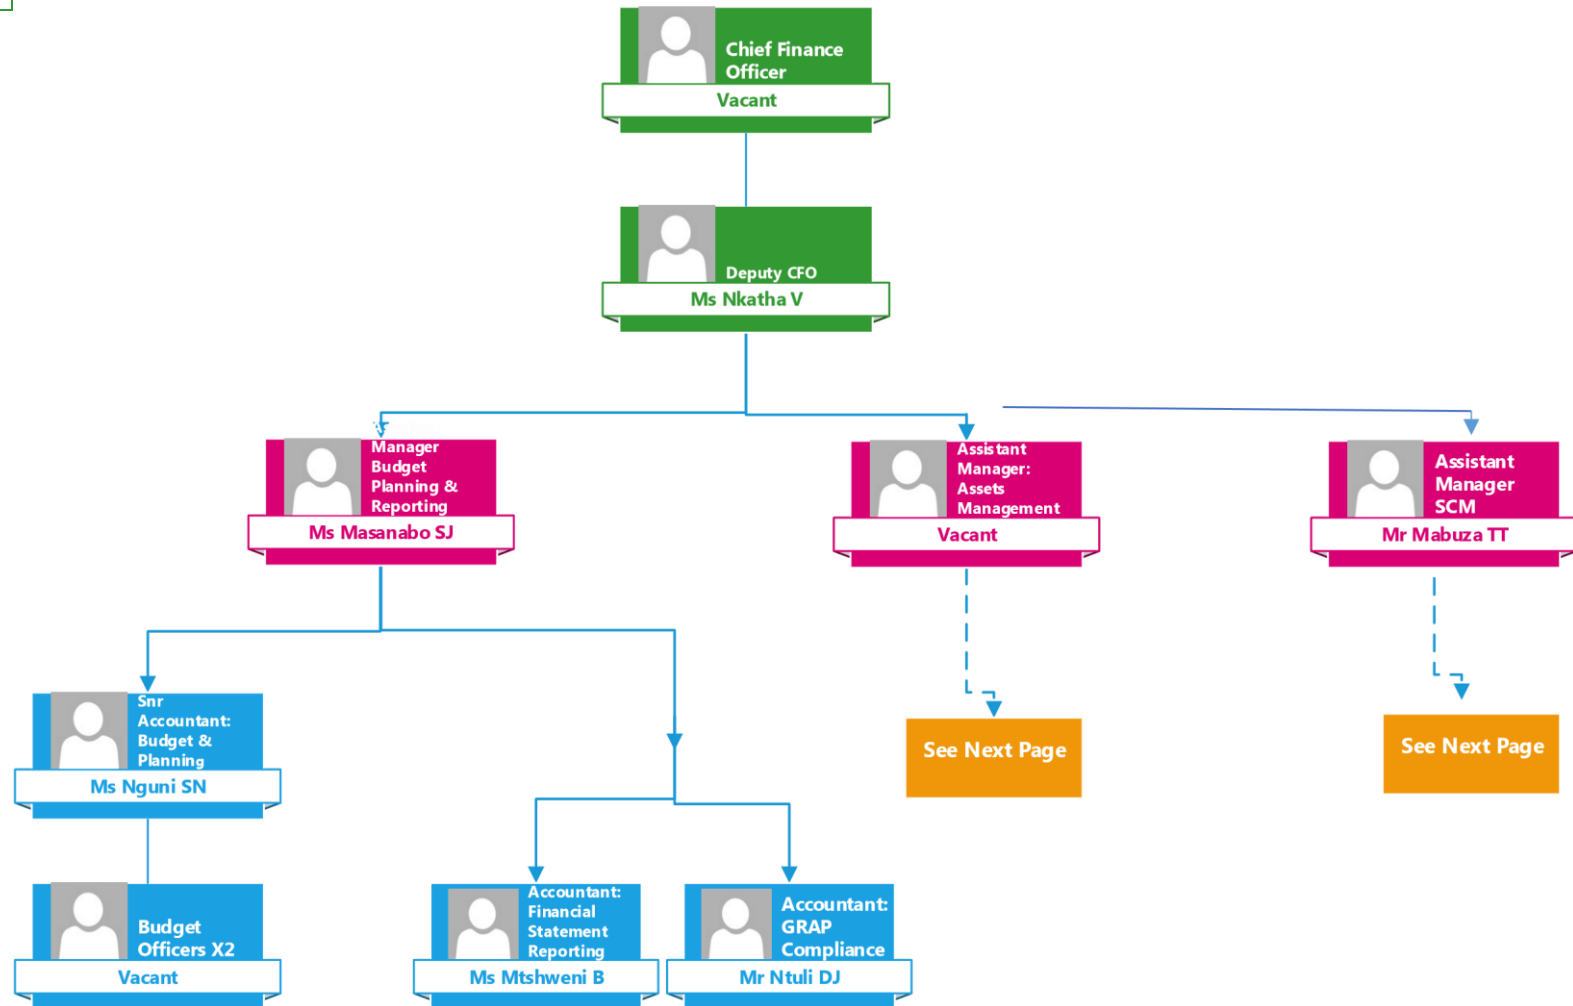 Chief Finance
Officer
Vacant
Deputy CFO
Ms Nkatha V
Manager
Budget
Planning &
Reporting
Ms Masanabo SJ
Assistant
Manager:
Assets
Management
Vacant
Assistant
Manager
SCM
Mr Mabuza TT
Snr
Accountant:
Budget &
Planning
Ms Nguni SN
See Next Page
See Next Page
Budget
Officers X2
Vacant
Accountant:
Financial
Statement
Reporting
Ms Mtshweni B
Accountant:
GRAP
Compliance
Mr Ntuli DJ